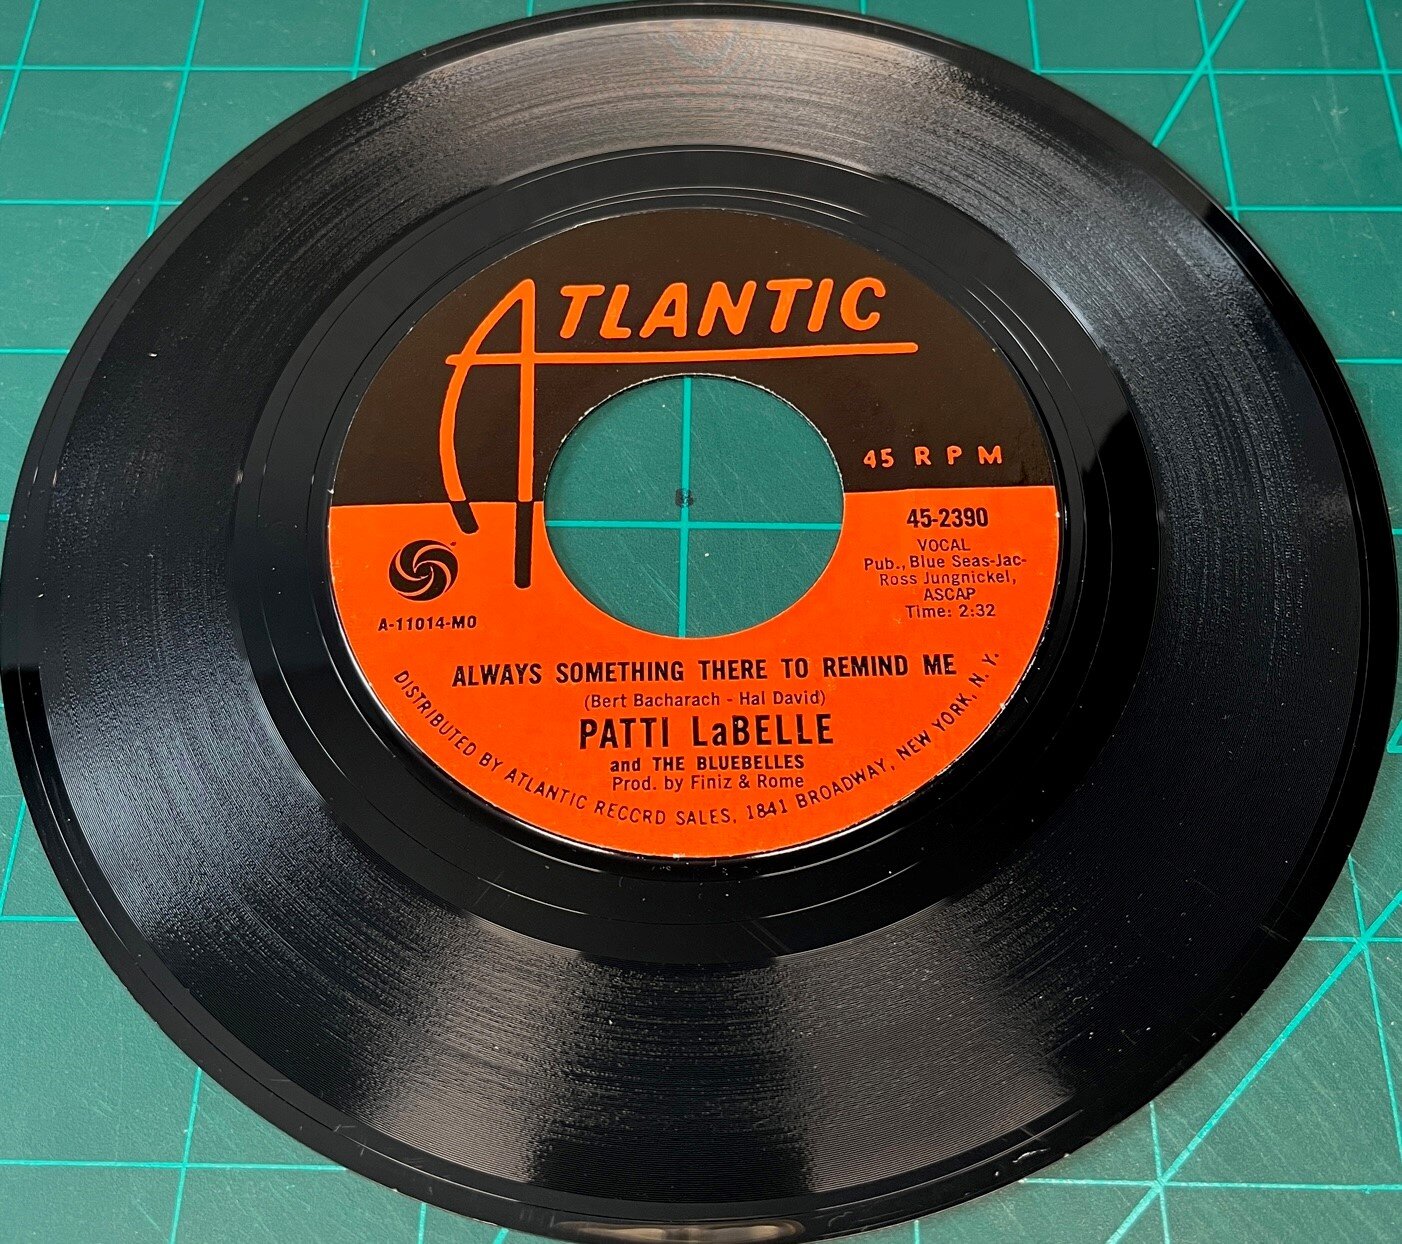 ATLANTIC
45 RPM
45-2390
VOCAL
Pub., Blue Seas-Jac-
Ross Jungnickel,
ASCAP
Time: 2:32
A-11014-MO
ALWAYS SOMETHING THERE TO REMIND ME
(Bert Bacharach - Hal David)
PATTI LaBELLE
and THE BLUEBELLES
Prod. by Finiz & Rome
DISTRIBUTED BY ATLANTIC RECCRD SALES, 1841 BROADWAY, NEW YORK, N.Y.